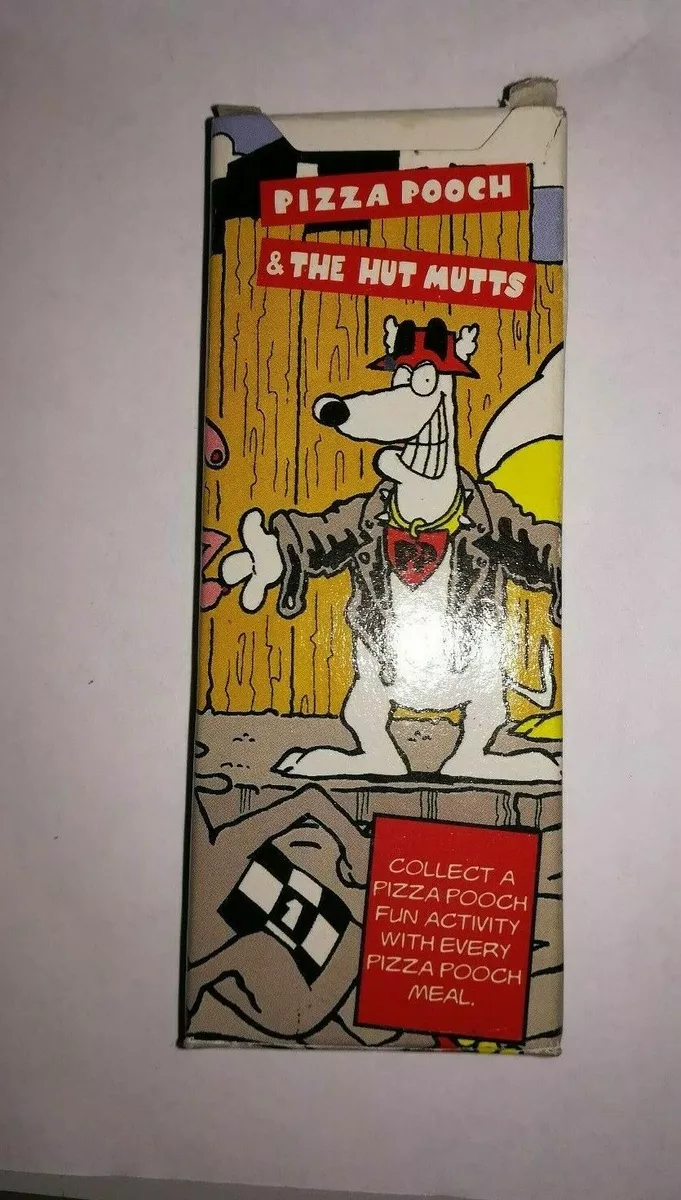 PIZZA POOCH
& THE HUT MUTTS
PP
1
COLLECT A
PIZZA POOCH
FUN ACTIVITY
WITH EVERY
PIZZA POOCH
MEAL.